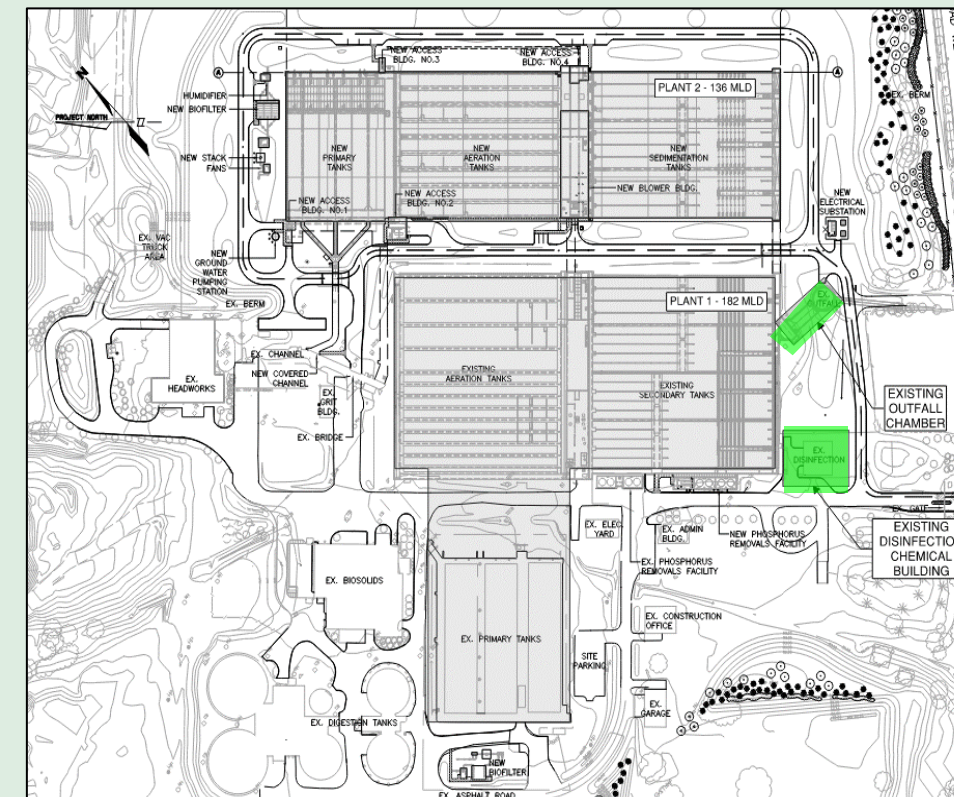 NEW ACCESS
BLDG. NO.3
NEW ACCESS
BLDG. NO.4
A
A
HUMIDIFIER
NEW BIOFILTER
PLANT 2 - 136 MLD
EX. BERM
N
PROJECT NORTH
NEW
PRIMARY
TANKS
NEW
AERATION
TANKS
NEW
SEDIMENTATION
TANKS
NEW STACK
FANS
NEW BLOWER BLDG.
NEW ACCESS
BLDG. NO.1
NEW ACCESS
BLDG. NO.2
NEW
ELECTRICAL
SUBSTATION
EX. VAC
TRUCK
AREA
NEW
GROUND
WATER
PUMPING
STATION
EX. BERM
PLANT 1 - 182 MLD
EX.
OUTFALL
EX. CHANNEL
NEW COVERED
CHANNEL
EX.
HEADWORKS
EX.
GRIT
BLDG.
EX. BRIDGE
EXISTING
AERATION TANKS
EXISTING
SECONDARY TANKS
EXISTING
OUTFALL
CHAMBER
EX.
DISINFECTION
EX. GATE
EXISTING
DISINFECTIO
CHEMICAL
BUILDING
EX. ELEC.
YARD
EX. ADMIN
BLDG.
NEW PHOSPHORUS
REMOVALS FACILITY
EX. PHOSPHORUS
REMOVALS FACILITY
EX. BIOSOLIDS
EX. PRIMARY TANKS
EX. CONSTRUCTION
OFFICE
SITE
PARKING
EX.
GARAGE
EX. DIGESTION TANKS
NEW
BIOFILTER
EX. ASPHALT ROAD